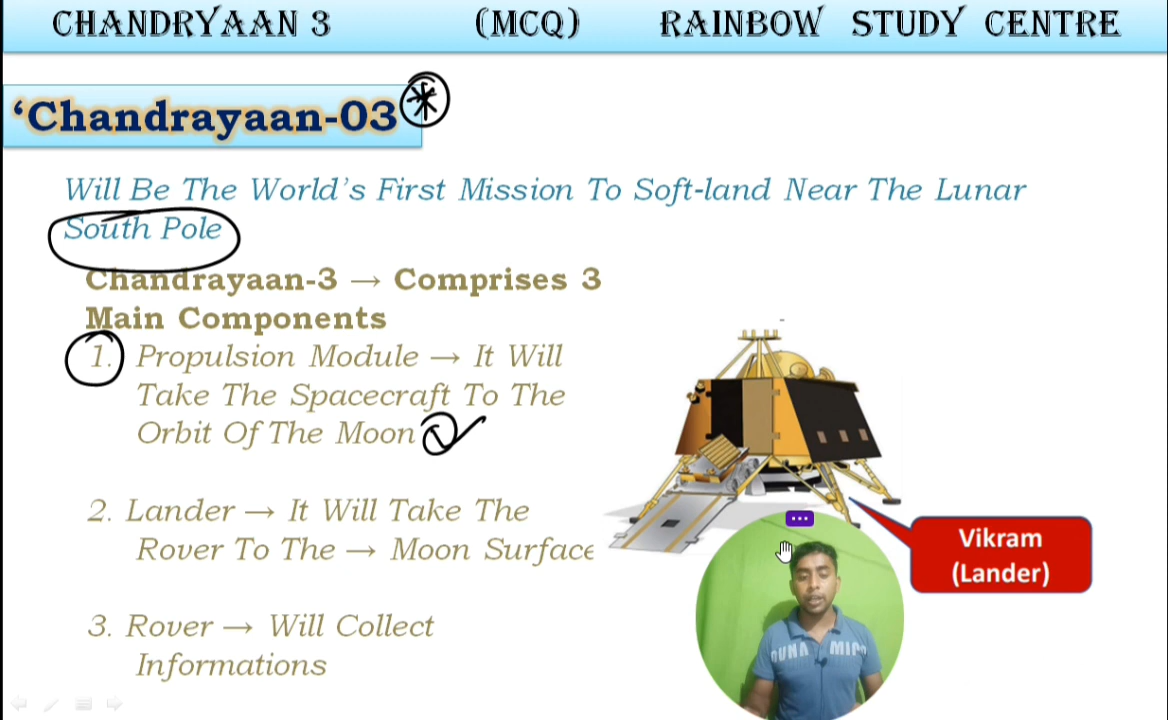 CHANDRYAAN 3 (MCQ) RAINBOW STUDY CENTRE
‘Chandrayaan-03 *
Will Be The World’s First Mission To Soft-land Near The Lunar
South Pole
Chandrayaan-3 → Comprises 3
Main Components
1. Propulsion Module → It Will
Take The Spacecraft To The
Orbit Of The Moon
2. Lander → It Will Take The
Rover To The → Moon Surface
3. Rover → Will Collect
Informations
Vikram
(Lander)